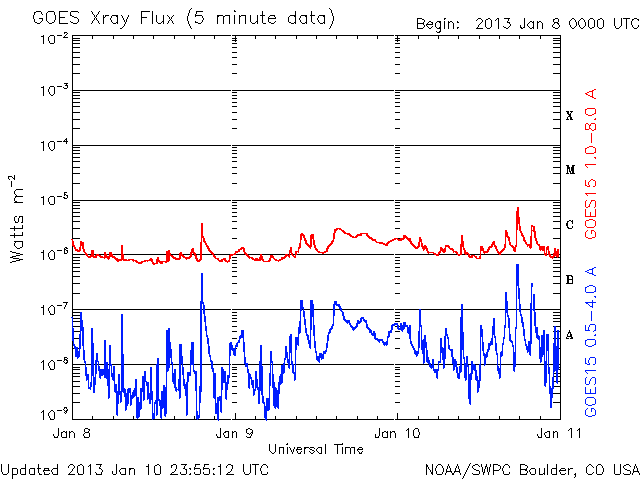 GOES Xray Flux (5 minute data)
Begin: 2013 Jan 8 0000 UTC
10⁻²
10⁻³
10⁻⁴
10⁻⁵
10⁻⁶
10⁻⁷
10⁻⁸
10⁻⁹
Watts m⁻²
X
M
C
B
A
GOES15 1.0-8.0 A
GOES15 0.5-4.0 A
Jan 8
Jan 9
Jan 10
Jan 11
Universal Time
Updated 2013 Jan 10 23:55:12 UTC
NOAA/SWPC Boulder, CO USA